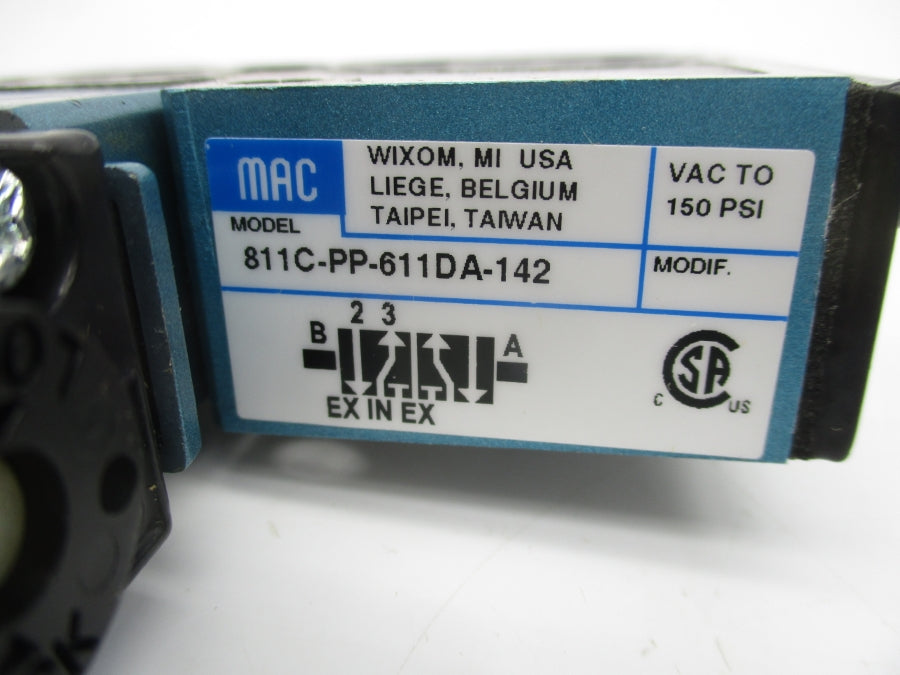 MAC
WIXOM, MI USA
LIEGE, BELGIUM
TAIPEI, TAIWAN
VAC TO
150 PSI
MODEL
811C-PP-611DA-142
MODIF.
2 3
B A
EX IN EX
C SA US